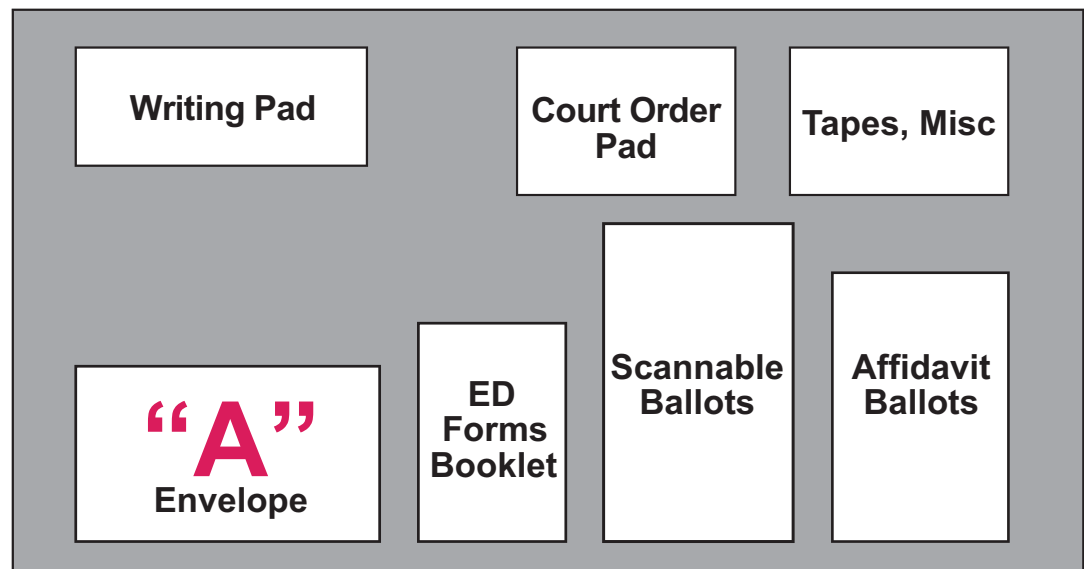 Writing Pad
Court Order
Pad
Tapes, Misc
“A”
Envelope
ED
Forms
Booklet
Scannable
Ballots
Affidavit
Ballots